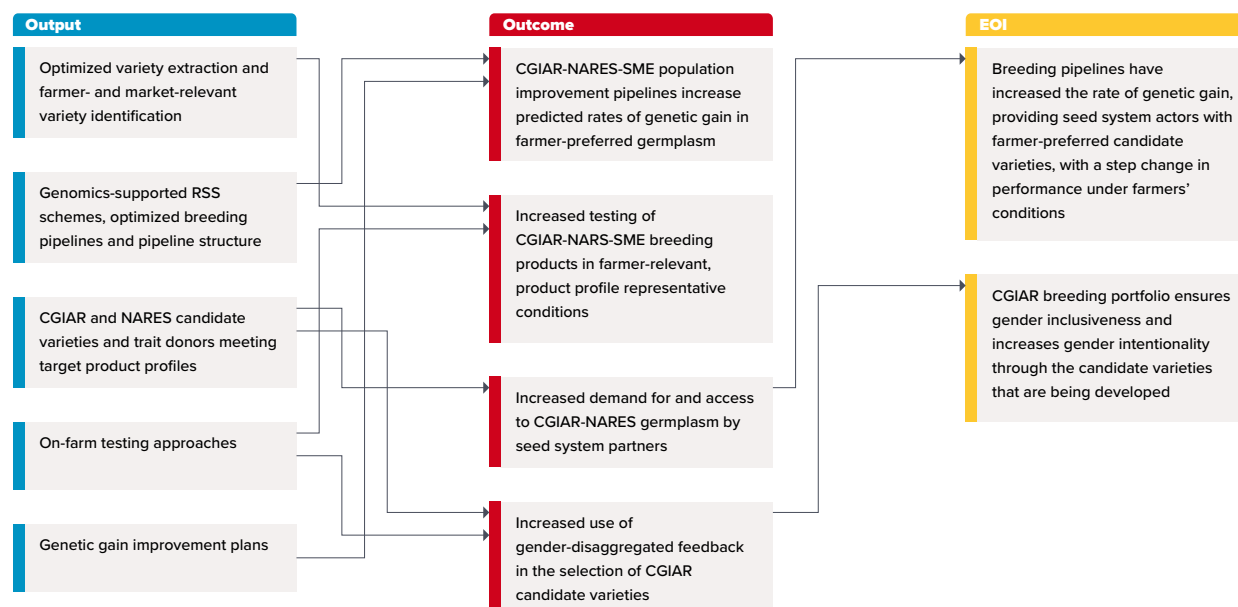 Output
Optimized variety extraction and
farmer- and market-relevant
variety identification
Genomics-supported RSS
schemes, optimized breeding
pipelines and pipeline structure
CGIAR and NARES candidate
varieties and trait donors meeting
target product profiles
On-farm testing approaches
Genetic gain improvement plans
Outcome
CGIAR-NARES-SME population
improvement pipelines increase
predicted rates of genetic gain in
farmer-preferred germplasm
Increased testing of
CGIAR-NARS-SME breeding
products in farmer-relevant,
product profile representative
conditions
Increased demand for and access
to CGIAR-NARES germplasm by
seed system partners
Increased use of
gender-disaggregated feedback
in the selection of CGIAR
candidate varieties
EOI
Breeding pipelines have
increased the rate of genetic gain,
providing seed system actors with
farmer-preferred candidate
varieties, with a step change in
performance under farmers’
conditions
CGIAR breeding portfolio ensures
gender inclusiveness and
increases gender intentionality
through the candidate varieties
that are being developed